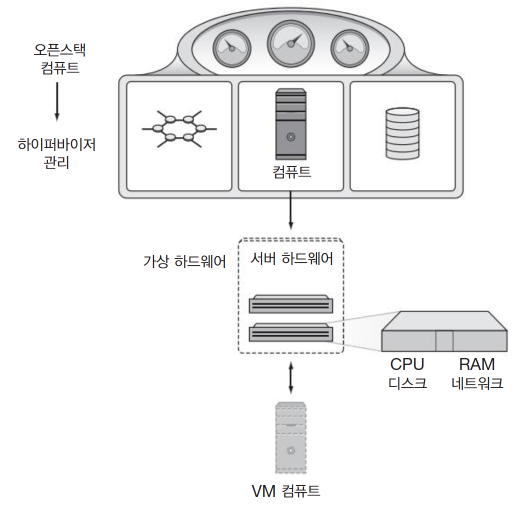 오픈스택
컴퓨트
하이퍼바이저
관리
컴퓨트
가상 하드웨어
서버 하드웨어
CPU
RAM
디스크
네트워크
VM 컴퓨트